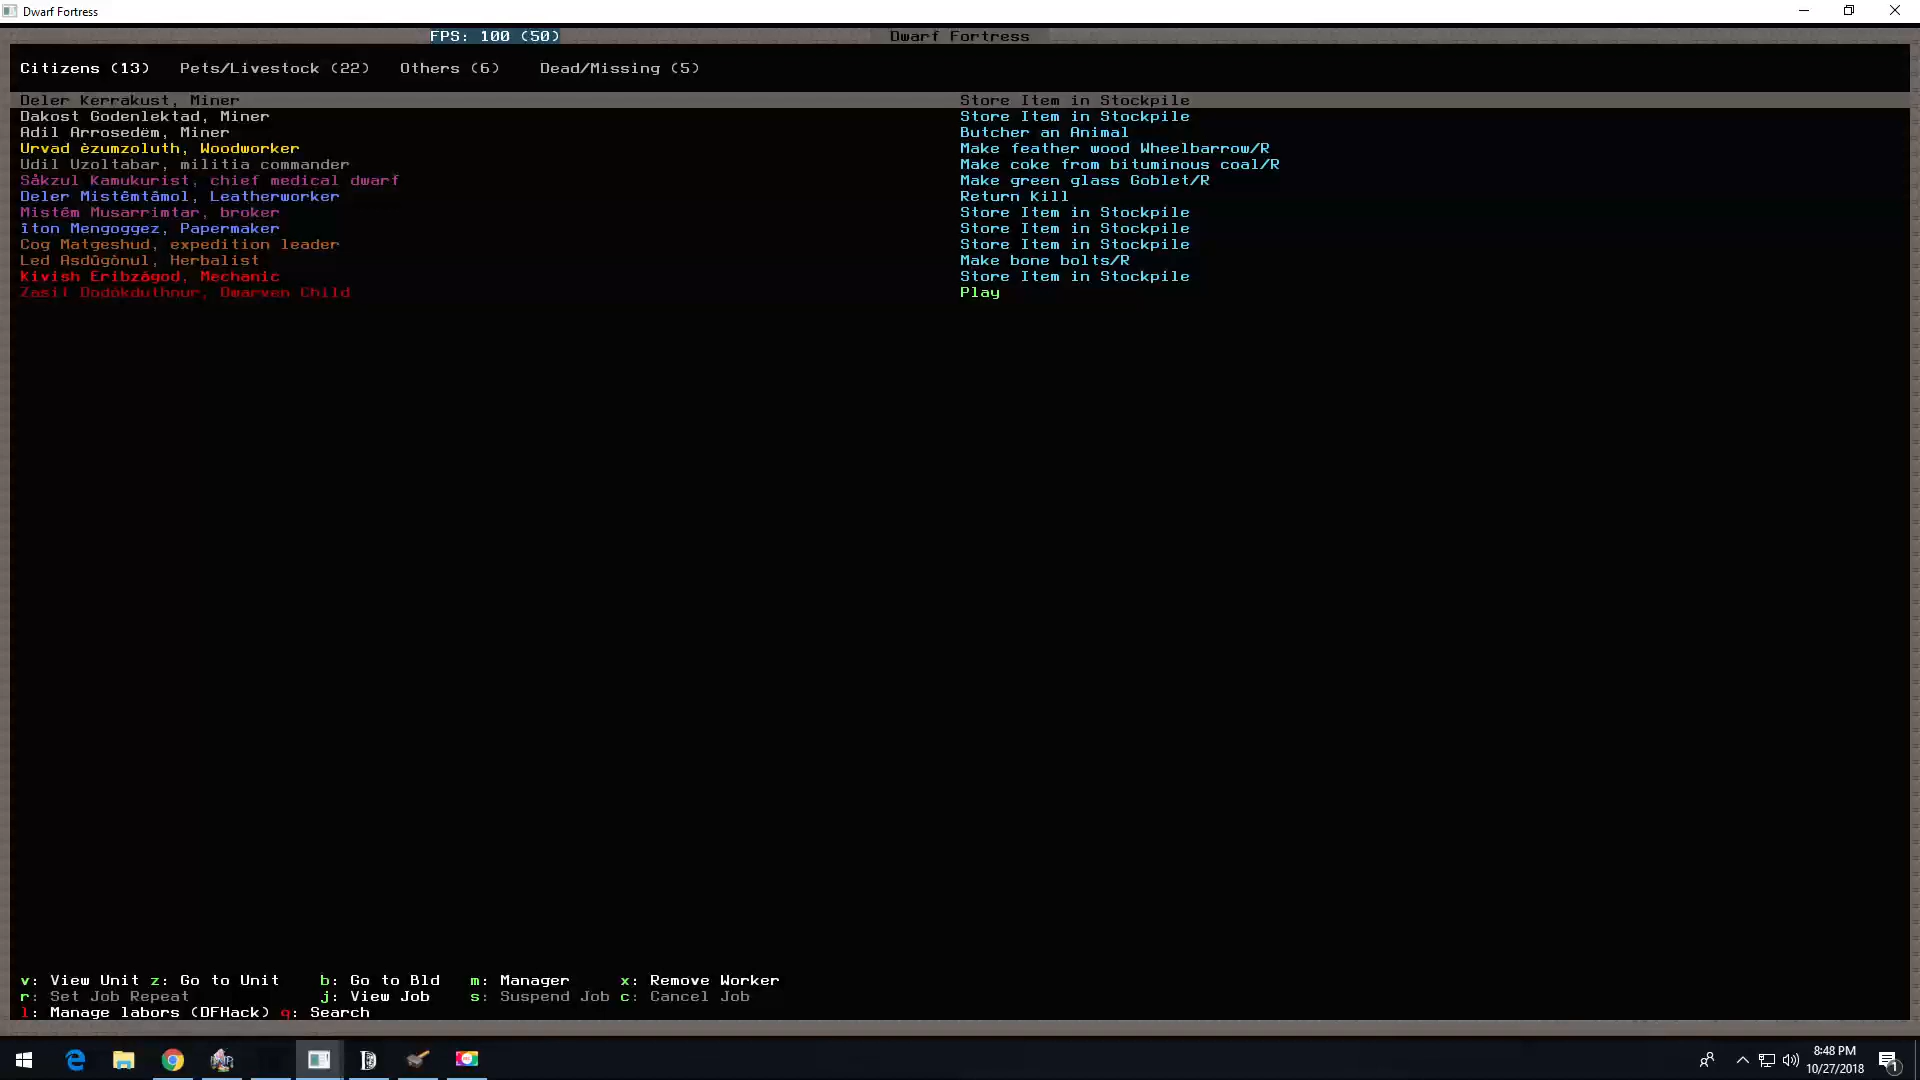 Dwarf Fortress
FPS: 100 (50) Dwarf Fortress
Citizens (13) Pets/Livestock (22) Others (6) Dead/Missing (5)
Deler Kerrakust, Miner Store Item in Stockpile
Dakost Godenlektad, Miner Store Item in Stockpile
Adil Arrosedëm, Miner Butcher an Animal
Urvad èzumzoluth, Woodworker Make feather wood Wheelbarrow/R
Udil Uzoltabar, militia commander Make coke from bituminous coal/R
Såkzul Kamukurist, chief medical dwarf Make green glass Goblet/R
Deler Mistêmtâmol, Leatherworker Return Kill
Mistêm Musarrimtar, broker Store Item in Stockpile
îton Mengoggez, Papermaker Store Item in Stockpile
Cog Matgeshud, expedition leader Store Item in Stockpile
Led Asdûgònul, Herbalist Make bone bolts/R
Kivish Eribzágod, Mechanic Store Item in Stockpile
Dwarven Child Play
v: View Unit z: Go to Unit b: Go to Bld m: Manager x: Remove Worker
r: Set Job Repeat j: View Job s: Suspend Job c: Cancel Job
l: Manage labors (DFHack) q: Search
8:48 PM
10/27/2018
1